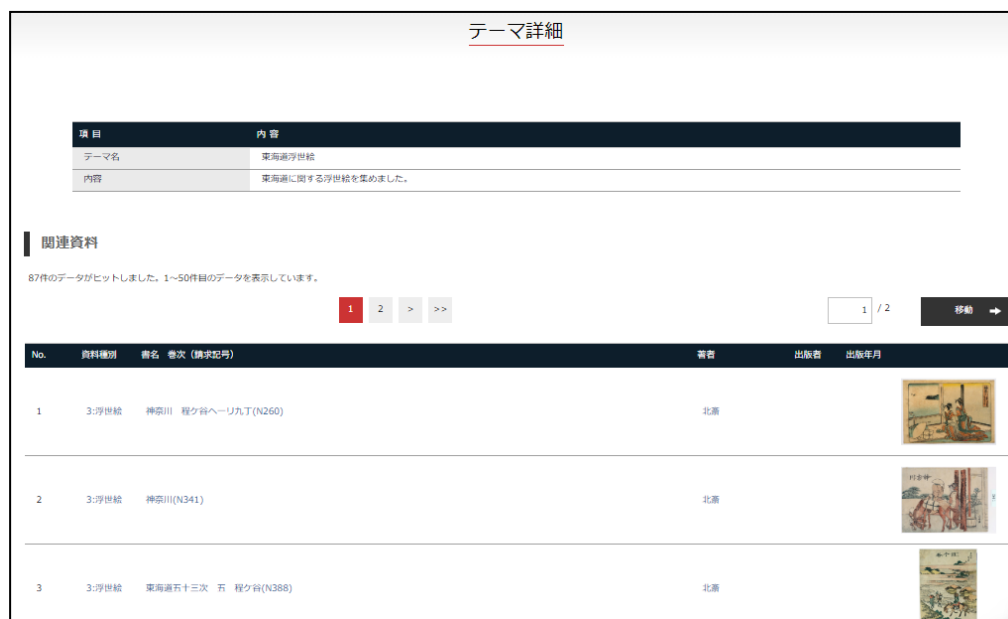 テーマ詳細
項目 内容
テーマ名 東海道浮世絵
内容 東海道に関する浮世絵を集めました。
関連資料
87件のデータがヒットしました。1～50件目のデータを表示しています。
1 2 > >> 1 / 2 移動
No. 資料種別 書名 巻次（請求記号） 著者 出版者 出版年月
1 3:浮世絵 神奈川 程ケ谷へ一リ九丁(N260) 北斎
2 3:浮世絵 神奈川(N341) 北斎
3 3:浮世絵 東海道五十三次 五 程ケ谷(N388) 北斎